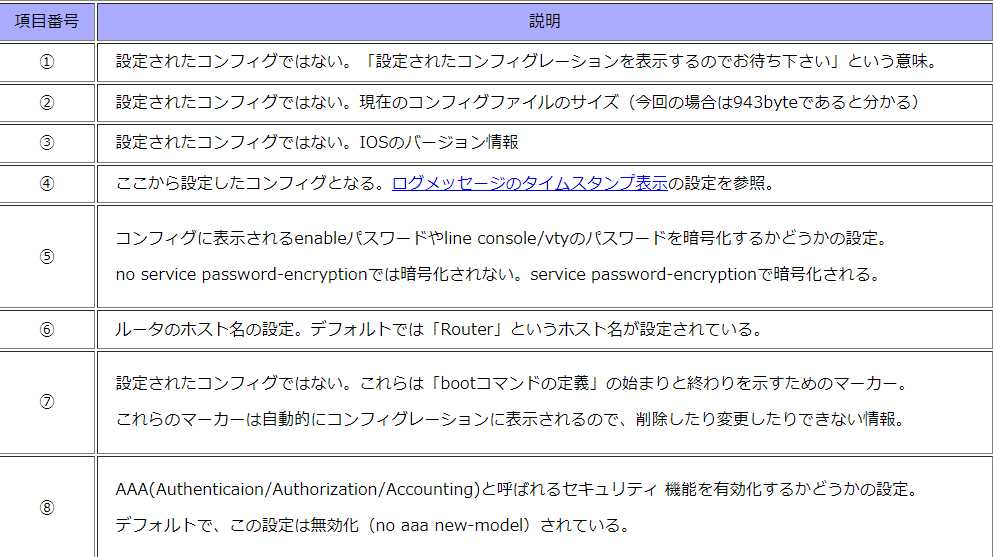 項目番号 説明
① 設定されたコンフィグではない。「設定されたコンフィグレーションを表示するのでお待ち下さい」という意味。
② 設定されたコンフィグではない。現在のコンフィグファイルのサイズ（今回の場合は943byteであると分かる）
③ 設定されたコンフィグではない。IOSのバージョン情報
④ ここから設定したコンフィグとなる。ログメッセージのタイムスタンプ表示の設定を参照。
⑤ コンフィグに表示されるenableパスワードやline console/vtyのパスワードを暗号化するかどうかの設定。
no service password-encryptionでは暗号化されない。service password-encryptionで暗号化される。
⑥ ルータのホスト名の設定。デフォルトでは「Router」というホスト名が設定されている。
⑦ 設定されたコンフィグではない。これらは「bootコマンドの定義」の始まりと終わりを示すためのマーカー。
これらのマーカーは自動的にコンフィグレーションに表示されるので、削除したり変更したりできない情報。
⑧ AAA(Authenticaion/Authorization/Accounting)と呼ばれるセキュリティ 機能を有効化するかどうかの設定。
デフォルトで、この設定は無効化（no aaa new-model）されている。